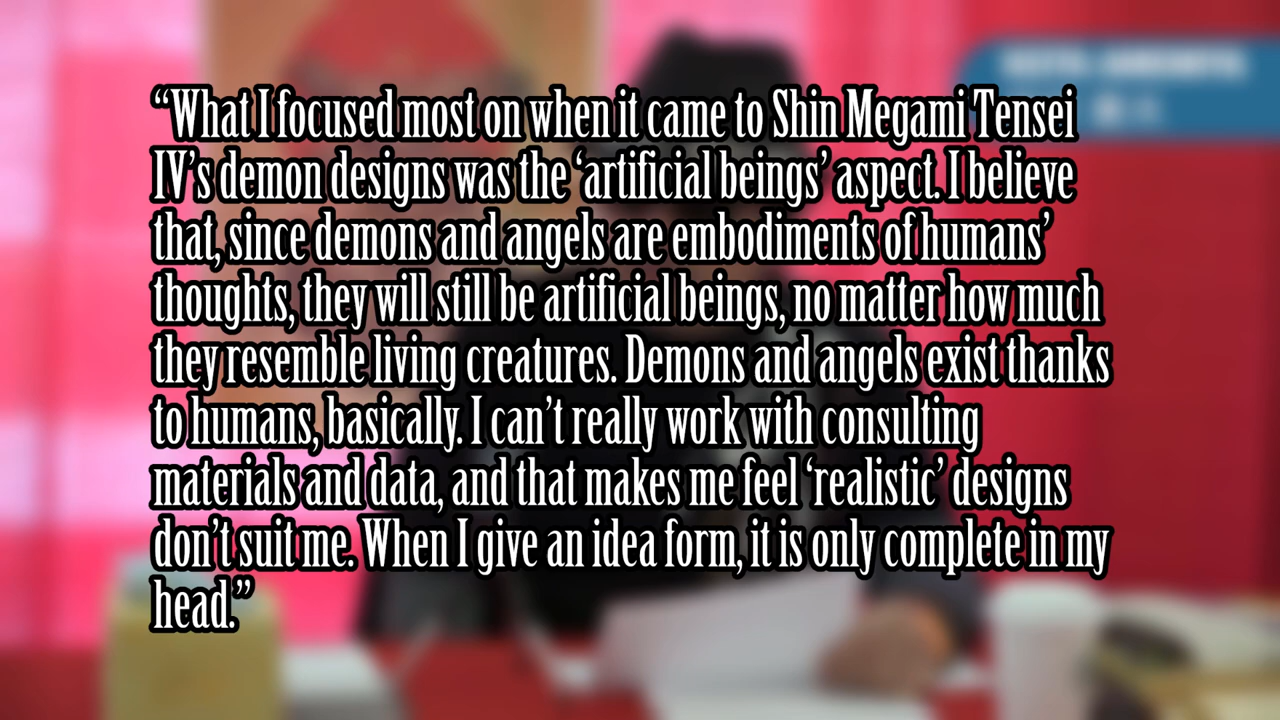 “What I focused most on when it came to Shin Megami Tensei
IV’s demon designs was the ‘artificial beings’ aspect. I believe
that, since demons and angels are embodiments of humans’
thoughts, they will still be artificial beings, no matter how much
they resemble living creatures. Demons and angels exist thanks
to humans, basically. I can’t really work with consulting
materials and data, and that makes me feel ‘realistic’ designs
don’t suit me. When I give an idea form, it is only complete in my
head.”